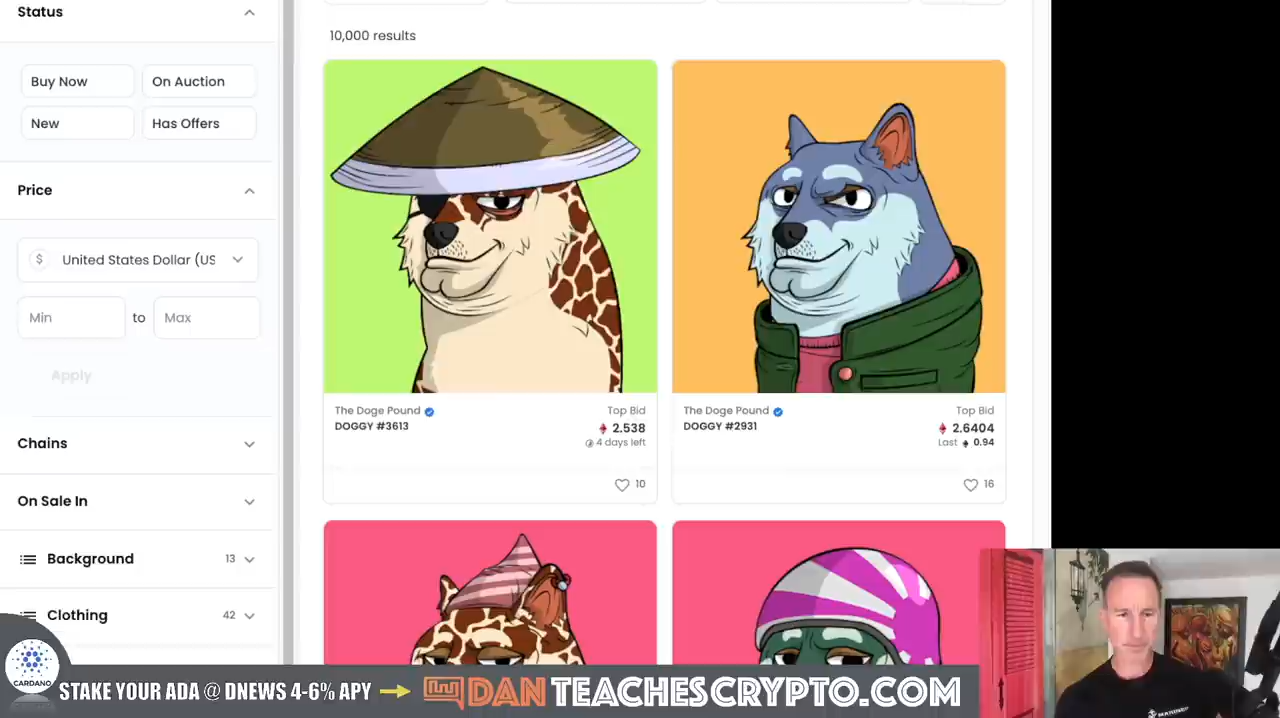 Status
Buy Now
On Auction
New
Has Offers
Price
$ United States Dollar (US
Min to Max
Apply
Chains
On Sale In
Background 13
Clothing 42
10,000 results
The Doge Pound
DOGGY #3613
Top Bid
2.538
4 days left
10
The Doge Pound
DOGGY #2931
Top Bid
2.6404
Last 0.94
16
CARDANO
STAKE YOUR ADA @ DNEWS 4-6% APY
DANTEACHESCRYPTO.COM